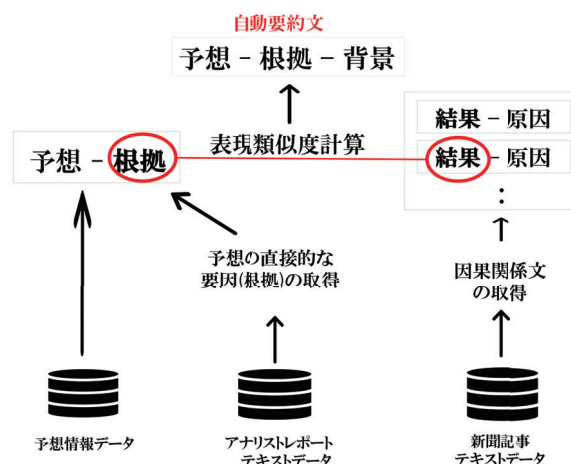 自動要約文
予想 – 根拠 – 背景
結果 – 原因
表現類似度計算
予想 – 根拠
結果 – 原因
:
予想の直接的な
要因(根拠)の取得
因果関係文
の取得
予想情報データ
アナリストレポート
テキストデータ
新聞記事
テキストデータ